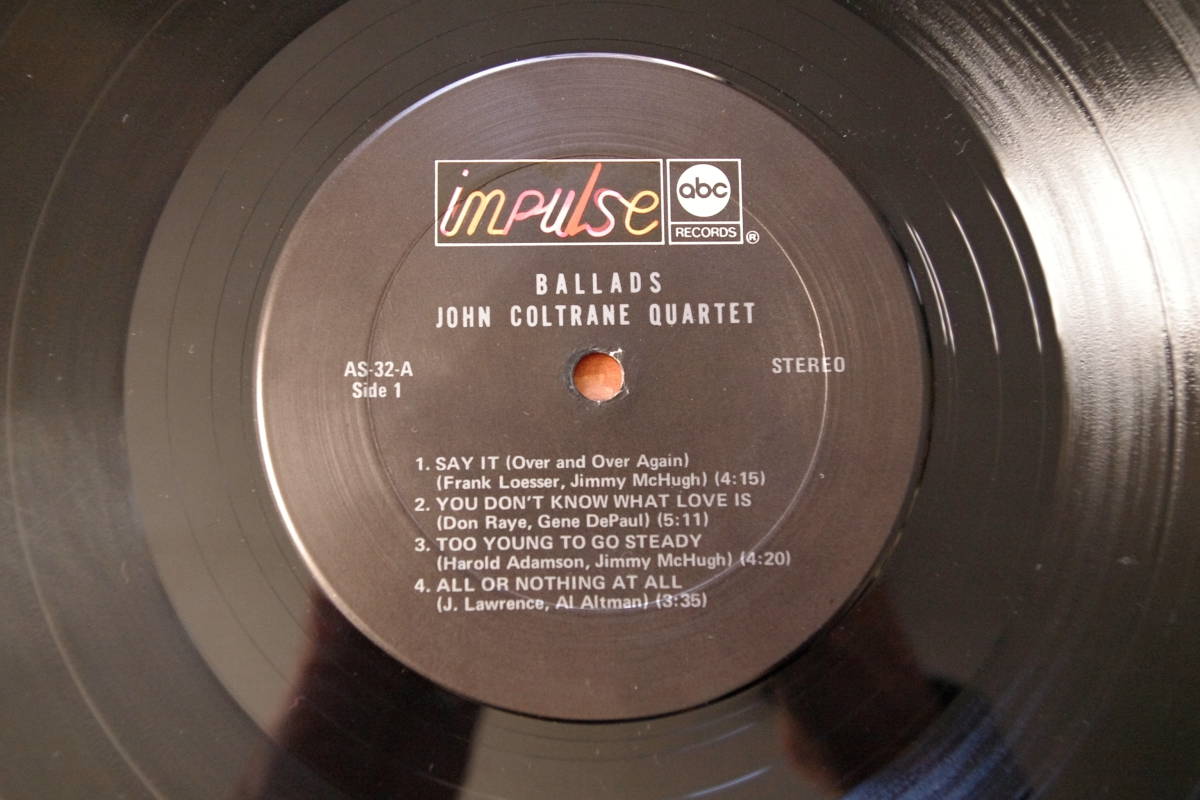 impulse
abc
RECORDS ®
BALLADS
JOHN COLTRANE QUARTET
AS-32-A
Side 1
STEREO
1. SAY IT (Over and Over Again)
(Frank Loesser, Jimmy McHugh) (4:15)
2. YOU DON'T KNOW WHAT LOVE IS
(Don Raye, Gene DePaul) (5:11)
3. TOO YOUNG TO GO STEADY
(Harold Adamson, Jimmy McHugh) (4:20)
4. ALL OR NOTHING AT ALL
(J. Lawrence, Al Altman) (3:35)